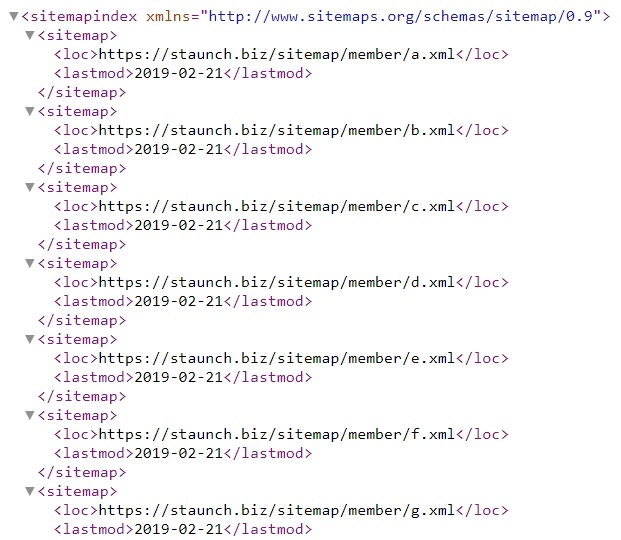 <sitemapindex xmlns="http://www.sitemaps.org/schemas/sitemap/0.9">
<sitemap>
<loc>https://staunch.biz/sitemap/member/a.xml</loc>
<lastmod>2019-02-21</lastmod>
</sitemap>
<sitemap>
<loc>https://staunch.biz/sitemap/member/b.xml</loc>
<lastmod>2019-02-21</lastmod>
</sitemap>
<sitemap>
<loc>https://staunch.biz/sitemap/member/c.xml</loc>
<lastmod>2019-02-21</lastmod>
</sitemap>
<sitemap>
<loc>https://staunch.biz/sitemap/member/d.xml</loc>
<lastmod>2019-02-21</lastmod>
</sitemap>
<sitemap>
<loc>https://staunch.biz/sitemap/member/e.xml</loc>
<lastmod>2019-02-21</lastmod>
</sitemap>
<sitemap>
<loc>https://staunch.biz/sitemap/member/f.xml</loc>
<lastmod>2019-02-21</lastmod>
</sitemap>
<sitemap>
<loc>https://staunch.biz/sitemap/member/g.xml</loc>
<lastmod>2019-02-21</lastmod>